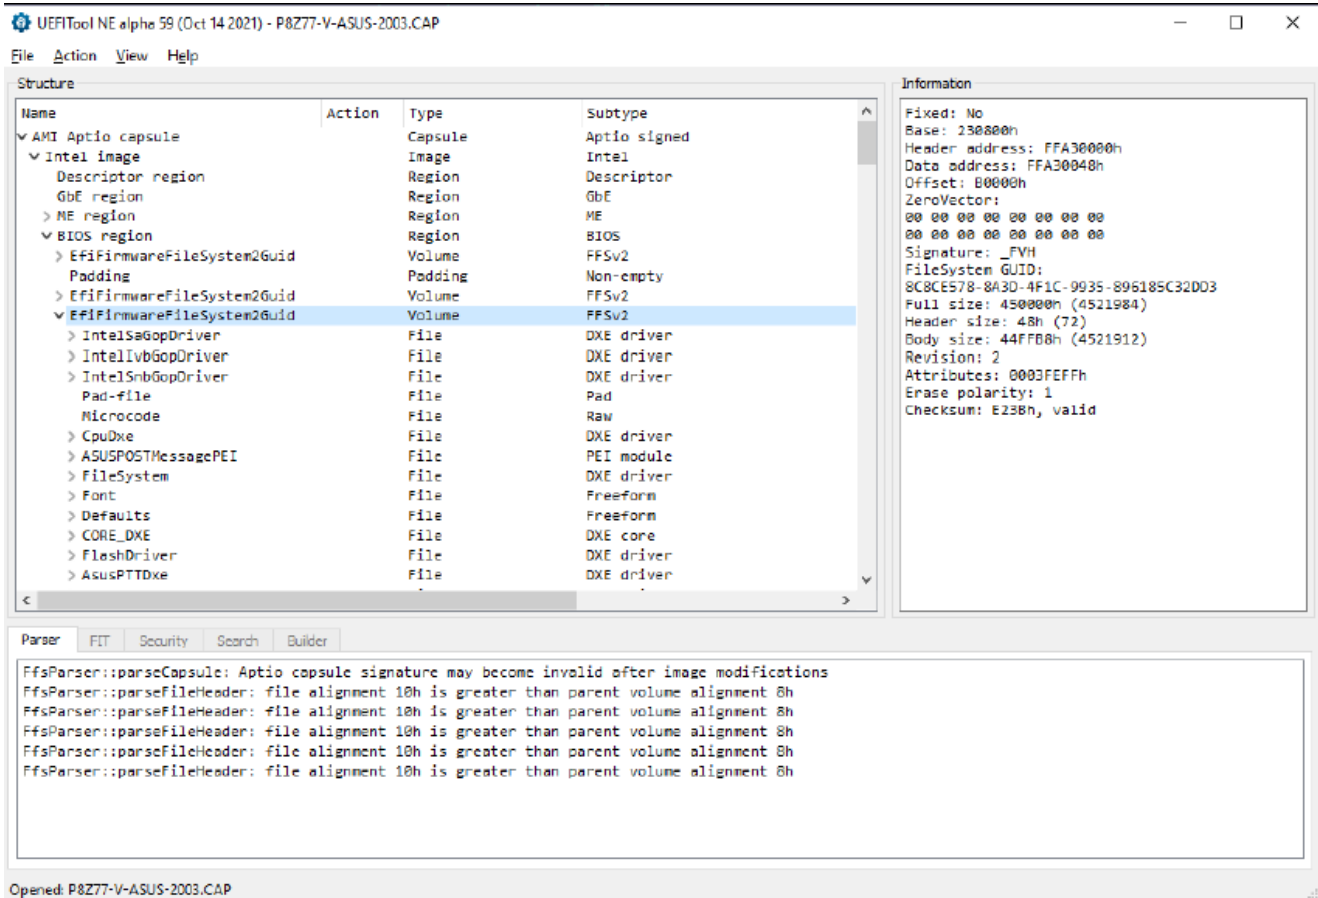 UEFITool NE alpha 59 (Oct 14 2021) - P8Z77-V-ASUS-2003.CAP
File Action View Help
Structure
Name Action Type Subtype
AMI Aptio capsule Capsule Aptio signed
Intel image Image Intel
Descriptor region Region Descriptor
GbE region Region GbE
ME region Region ME
BIOS region Region BIOS
EfiFirmwareFileSystem2Guid Volume FFSv2
Padding Padding Non-empty
EfiFirmwareFileSystem2Guid Volume FFSv2
EfiFirmwareFileSystem2Guid Volume FFSv2
IntelSaGopDriver File DXE driver
IntelIvbGopDriver File DXE driver
IntelSnbGopDriver File DXE driver
Pad-file File Pad
Microcode File Raw
CpuDxe File DXE driver
ASUSPOSTMessagePEI File PEI module
FileSystem File DXE driver
Font File Freeform
Defaults File Freeform
CORE_DXE File DXE core
FlashDriver File DXE driver
AsusPTTDxe File DXE driver
Information
Fixed: No
Base: 230800h
Header address: FFA30000h
Data address: FFA30048h
Offset: B0000h
ZeroVector:
00 00 00 00 00 00 00 00
00 00 00 00 00 00 00 00
Signature: _FVH
FileSystem GUID:
8C8CE578-8A3D-4F1C-9935-896185C32DD3
Full size: 450000h (4521984)
Header size: 48h (72)
Body size: 44FFB8h (4521912)
Revision: 2
Attributes: 0003FEFFh
Erase polarity: 1
Checksum: E23Bh, valid
Parser FIT Security Search Builder
FfsParser::parseCapsule: Aptio capsule signature may become invalid after image modifications
FfsParser::parseFileHeader: file alignment 10h is greater than parent volume alignment 8h
FfsParser::parseFileHeader: file alignment 10h is greater than parent volume alignment 8h
FfsParser::parseFileHeader: file alignment 10h is greater than parent volume alignment 8h
FfsParser::parseFileHeader: file alignment 10h is greater than parent volume alignment 8h
FfsParser::parseFileHeader: file alignment 10h is greater than parent volume alignment 8h
Opened: P8Z77-V-ASUS-2003.CAP